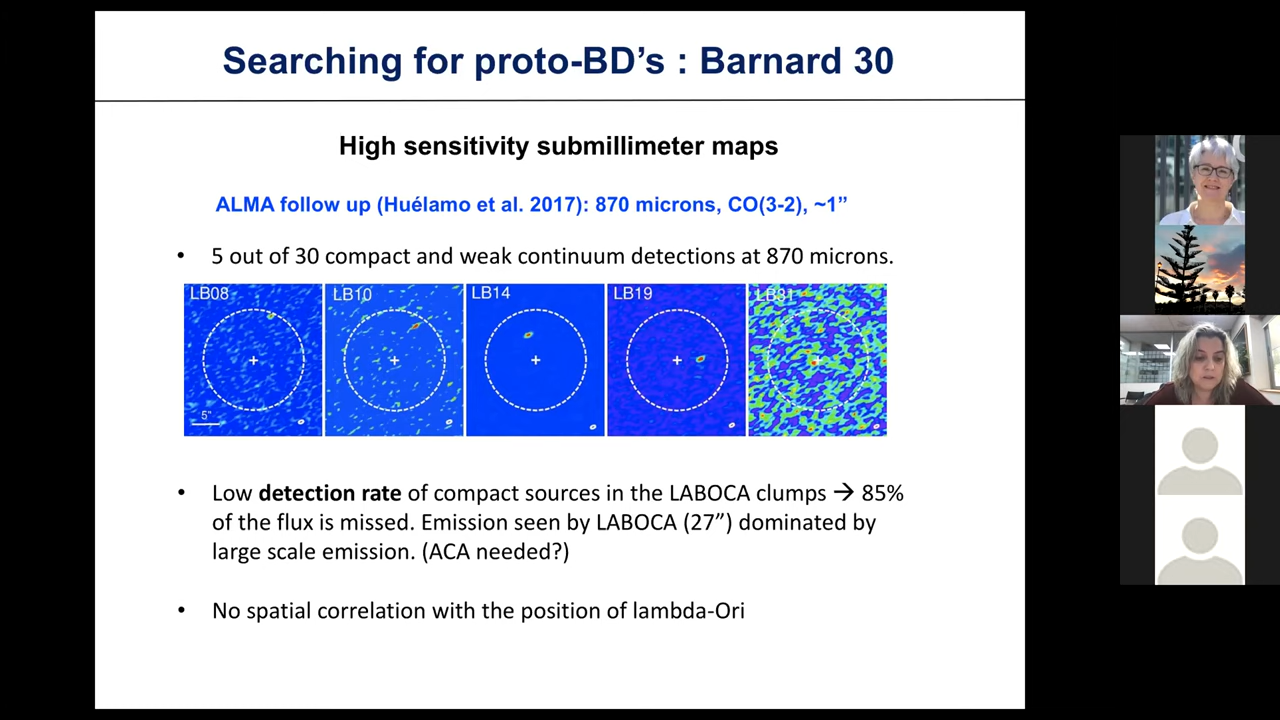 Searching for proto-BD's : Barnard 30
High sensitivity submillimeter maps
ALMA follow up (Huélamo et al. 2017): 870 microns, CO(3-2), ~1”
• 5 out of 30 compact and weak continuum detections at 870 microns.
LB08 LB10 LB14 LB19 LB31
5"
• Low detection rate of compact sources in the LABOCA clumps → 85%
of the flux is missed. Emission seen by LABOCA (27”) dominated by
large scale emission. (ACA needed?)
• No spatial correlation with the position of lambda-Ori